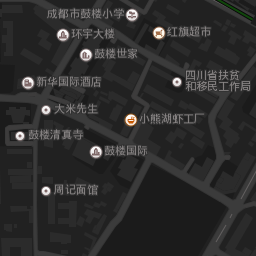 成都市鼓楼小学
红旗超市
环宇大楼
鼓楼世家
新华国际酒店
四川省扶贫
和移民工作局
大米先生
小熊湖虾工厂
鼓楼清真寺
鼓楼国际
周记面馆